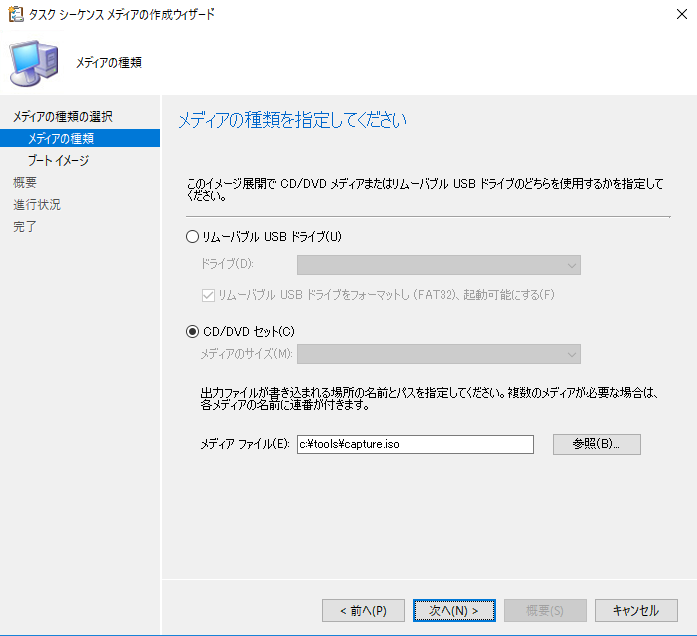 タスク シーケンス メディアの作成ウィザード
メディアの種類
メディアの種類の選択
メディアの種類
ブート イメージ
概要
進行状況
完了
メディアの種類を指定してください
このイメージ展開で CD/DVD メディアまたはリムーバブル USB ドライブのどちらを使用するかを指定して
ください。
リムーバブル USB ドライブ(U)
ドライブ(D):
リムーバブル USB ドライブをフォーマットし (FAT32)、起動可能にする(F)
CD/DVD セット(C)
メディアのサイズ(M):
出力ファイルが書き込まれる場所の名前とパスを指定してください。複数のメディアが必要な場合は、
各メディアの名前に連番が付きます。
メディア ファイル(E):
c:¥tools¥capture.iso
参照(B)...
< 前へ(P)
次へ(N) >
概要(S)
キャンセル